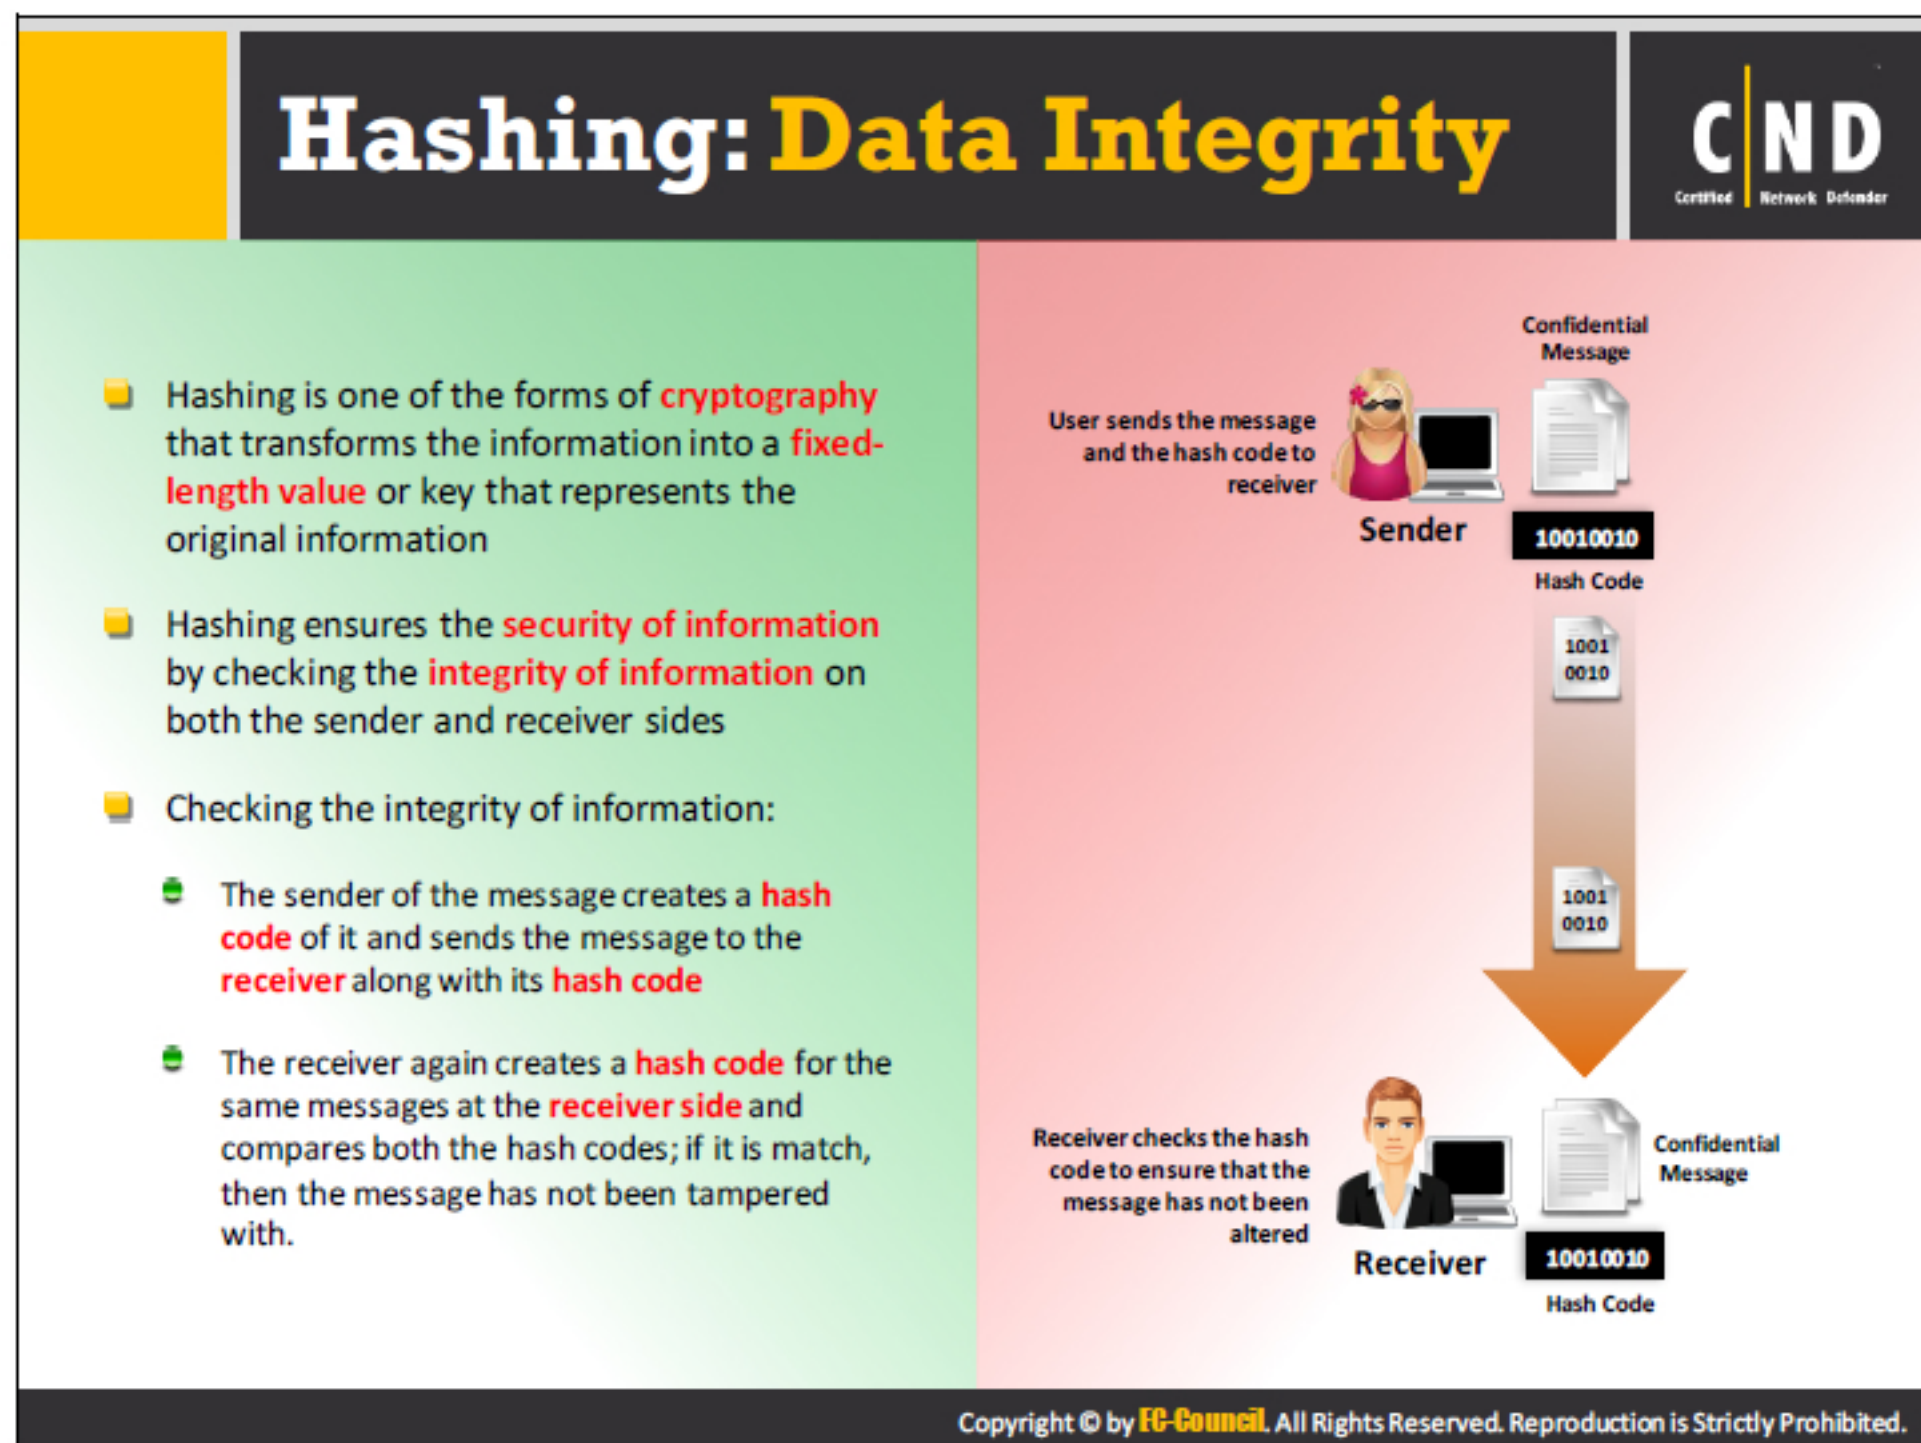 Hashing: Data Integrity
C N D
Certified Network Defender
Hashing is one of the forms of cryptography
that transforms the information into a fixed-
length value or key that represents the
original information
Hashing ensures the security of information
by checking the integrity of information on
both the sender and receiver sides
Checking the integrity of information:
The sender of the message creates a hash
code of it and sends the message to the
receiver along with its hash code
The receiver again creates a hash code for the
same messages at the receiver side and
compares both the hash codes; if it is match,
then the message has not been tampered
with.
Confidential
Message
User sends the message
and the hash code to
receiver
Sender
10010010
Hash Code
1001
0010
1001
0010
Receiver checks the hash
code to ensure that the
message has not been
altered
Confidential
Message
Receiver
10010010
Hash Code
Copyright © by EC-Council. All Rights Reserved. Reproduction is Strictly Prohibited.